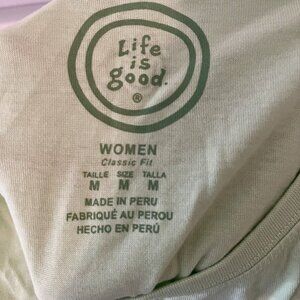 Life
is
good.
®
WOMEN
Classic Fit
TAILLE SIZE TALLA
M M M
MADE IN PERU
FABRIQUÉ AU PEROU
HECHO EN PERÚ